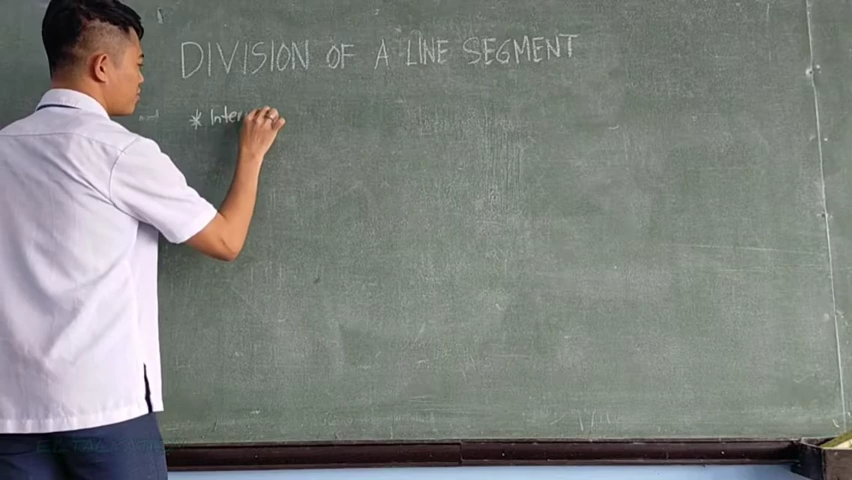 DIVISION OF A LINE SEGMENT
* Inter